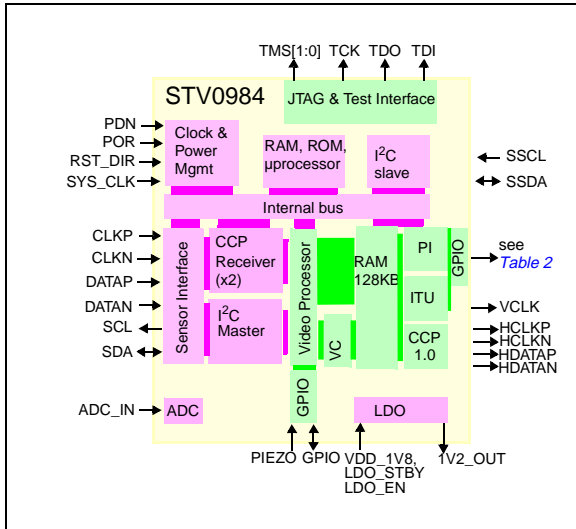 TMS[1:0] TCK TDO TDI
STV0984
JTAG & Test Interface
PDN
POR
RST_DIR
SYS_CLK
Clock &
Power
Mgmt
RAM, ROM,
µprocessor
I²C
slave
SSCL
SSDA
Internal bus
CLKP
CLKN
DATAP
DATAN
SCL
SDA
Sensor Interface
CCP
Receiver
(x2)
I²C
Master
Video Processor
VC
RAM
128KB
PI
ITU
CCP
1.0
GPIO
see
Table 2
VCLK
HCLKP
HCLKN
HDATAP
HDATAN
ADC_IN
ADC
GPIO
LDO
PIEZO GPIO VDD_1V8, 1V2_OUT
LDO_STBY
LDO_EN